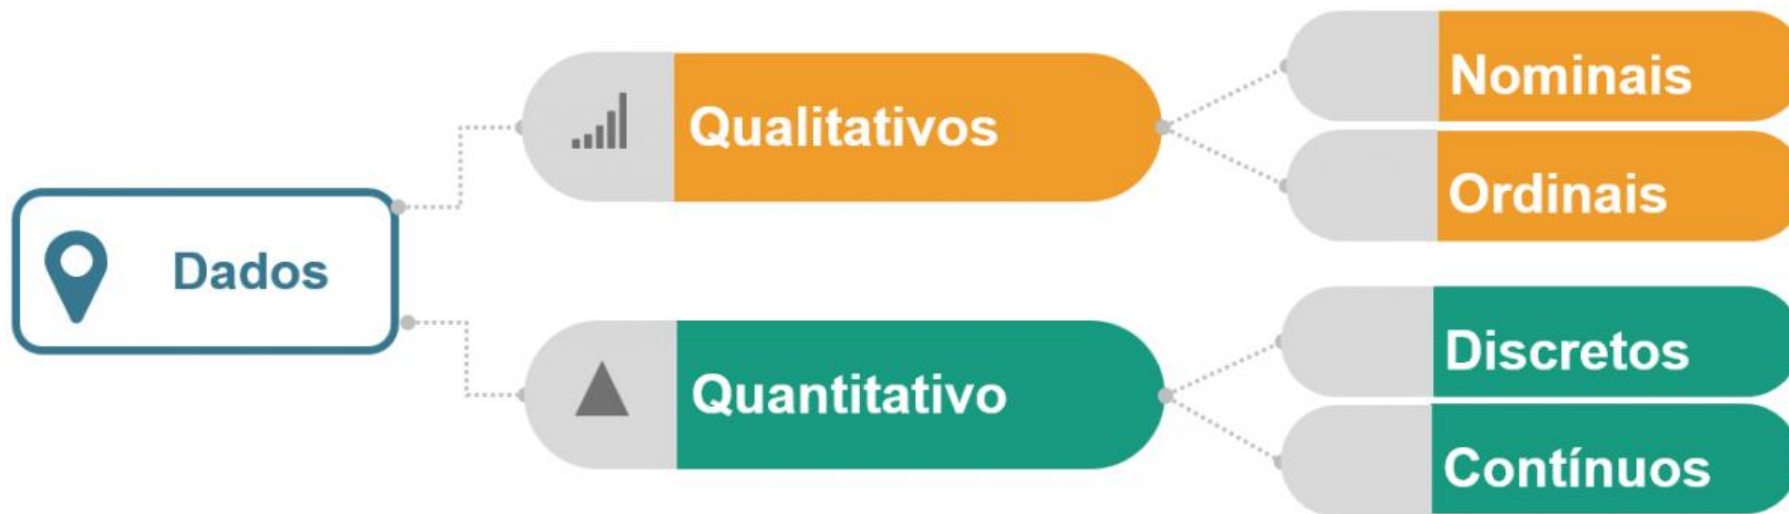 Dados
Qualitativos
Nominais
Ordinais
Quantitativo
Discretos
Contínuos